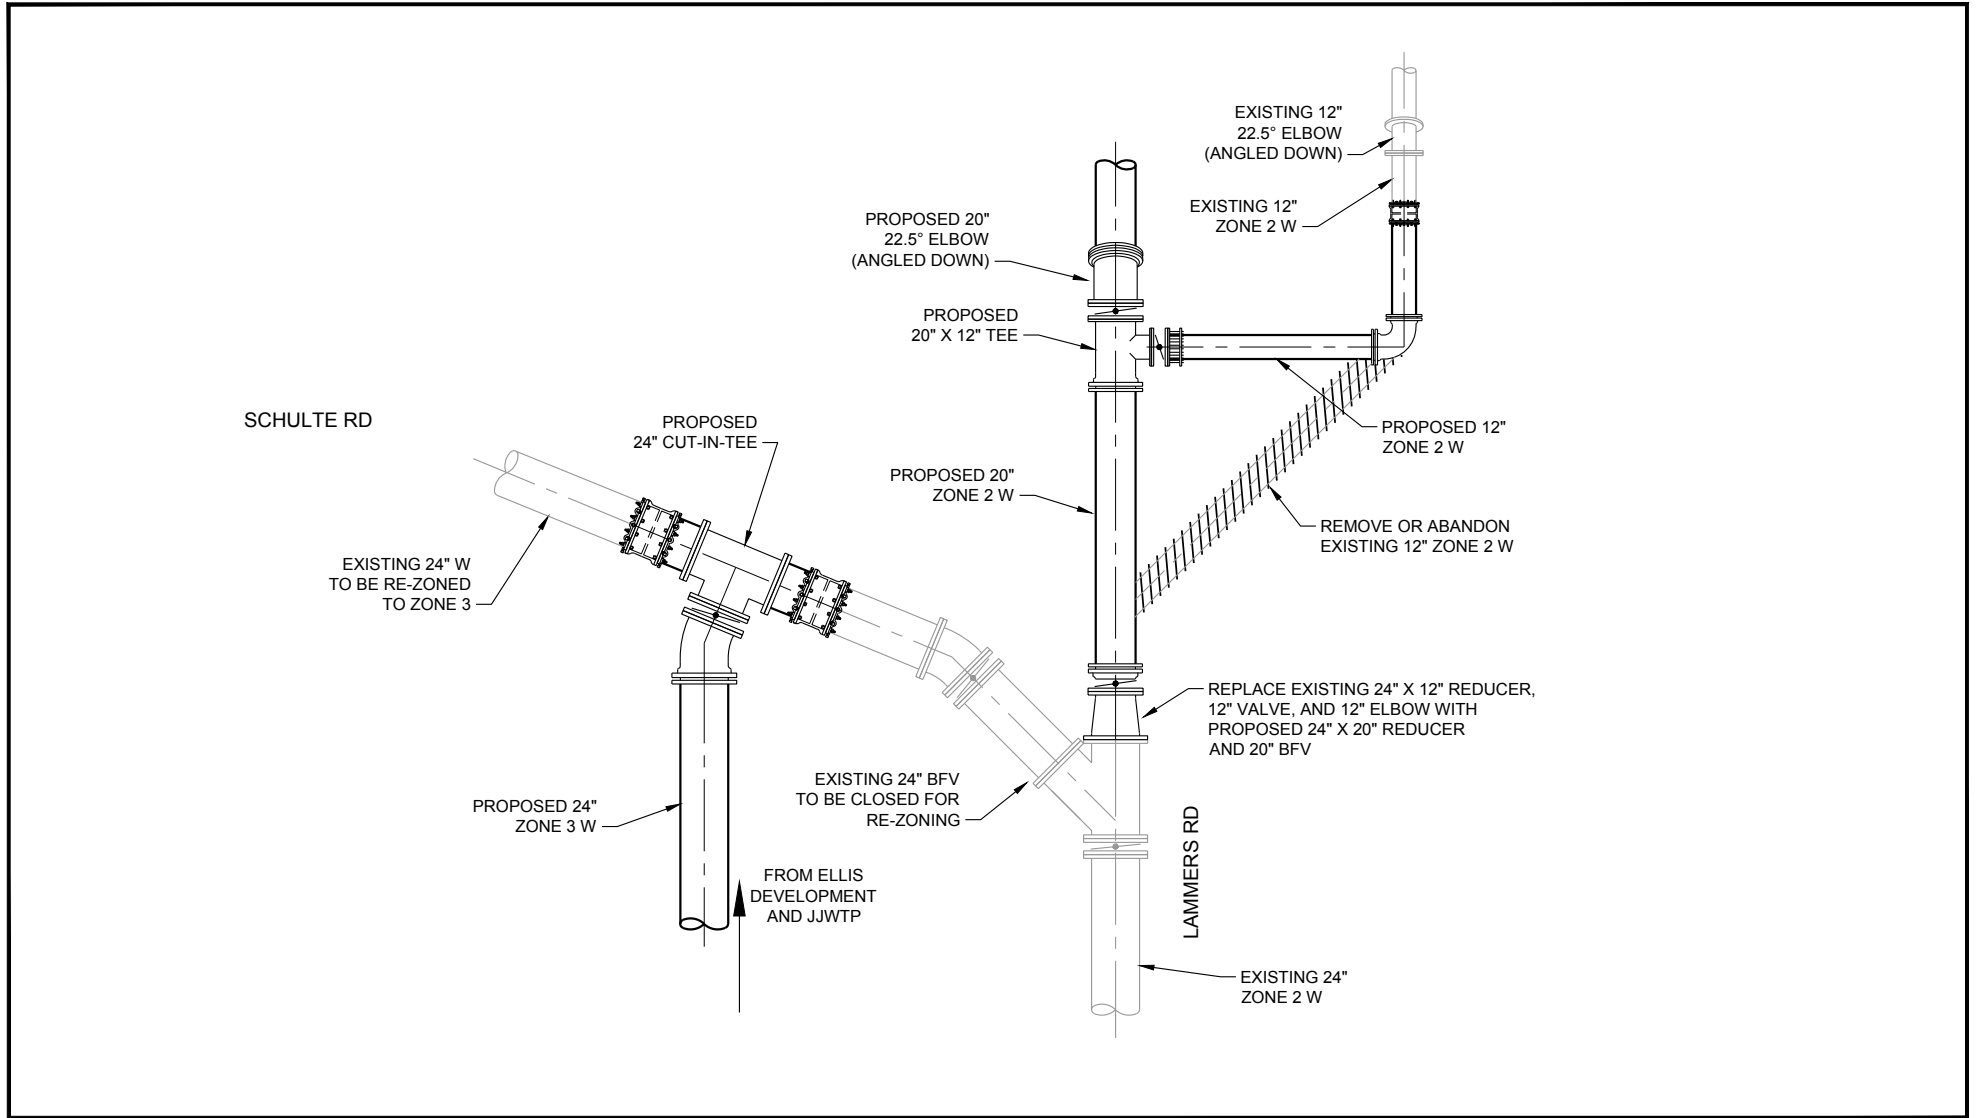 EXISTING 12"
22.5° ELBOW
(ANGLED DOWN)
EXISTING 12"
ZONE 2 W
PROPOSED 20"
22.5° ELBOW
(ANGLED DOWN)
PROPOSED
20" X 12" TEE
SCHULTE RD
PROPOSED
24" CUT-IN-TEE
PROPOSED 12"
ZONE 2 W
PROPOSED 20"
ZONE 2 W
REMOVE OR ABANDON
EXISTING 12" ZONE 2 W
EXISTING 24" W
TO BE RE-ZONED
TO ZONE 3
REPLACE EXISTING 24" X 12" REDUCER,
12" VALVE, AND 12" ELBOW WITH
PROPOSED 24" X 20" REDUCER
AND 20" BFV
EXISTING 24" BFV
TO BE CLOSED FOR
RE-ZONING
PROPOSED 24"
ZONE 3 W
LAMMERS RD
FROM ELLIS
DEVELOPMENT
AND JJWTP
EXISTING 24"
ZONE 2 W